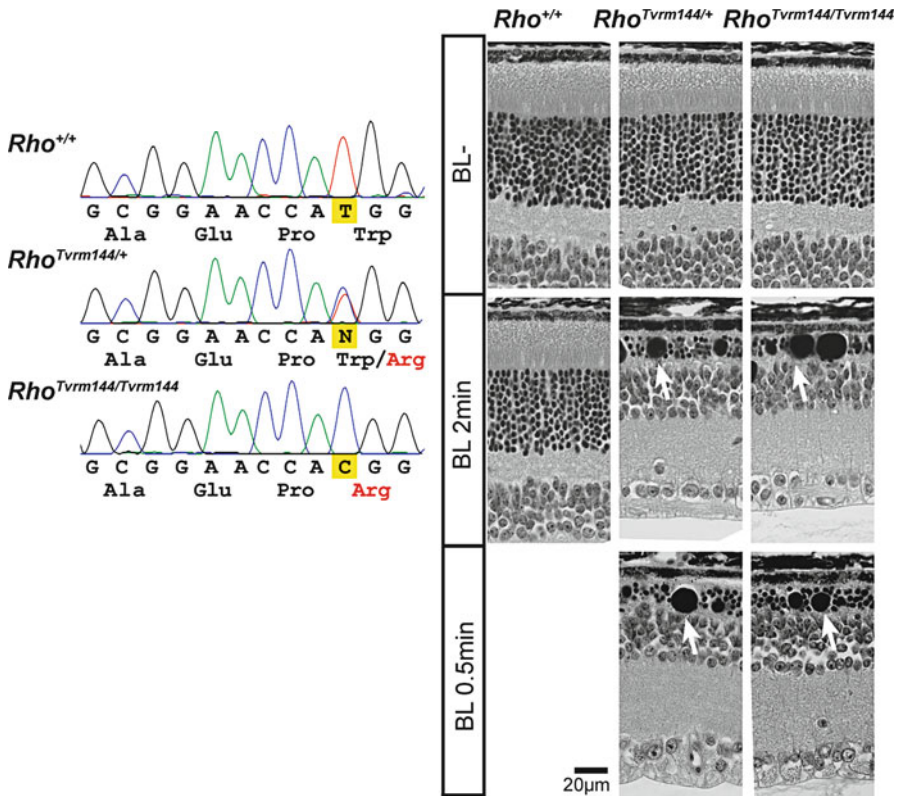 Rho+/+ RhoTvrm144/+ RhoTvrm144/Tvrm144
Rho+/+
G C G G A A C C A T G G
Ala Glu Pro Trp
RhoTvrm144/+
G C G G A A C C A N G G
Ala Glu Pro Trp/Arg
RhoTvrm144/Tvrm144
G C G G A A C C A C G G
Ala Glu Pro Arg
BL-
BL 2min
BL 0.5min
20µm